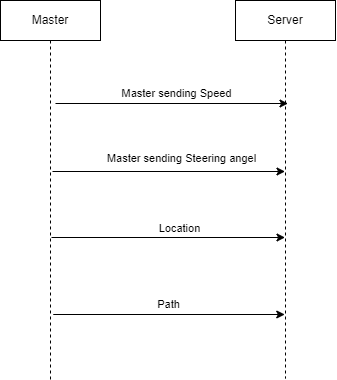 Master
Server
Master sending Speed
Master sending Steering angel
Location
Path